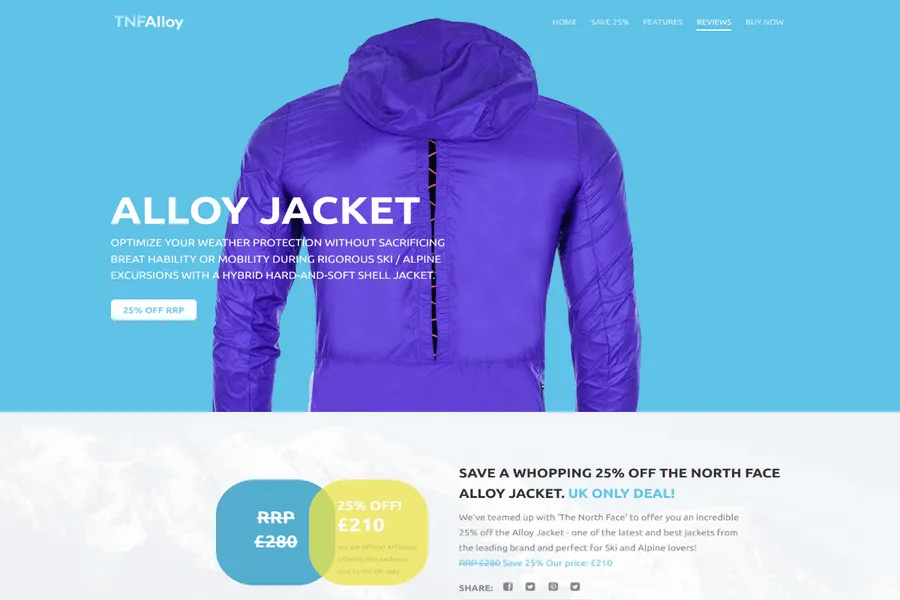 TNFAlloy
HOME SAVE 25% FEATURES REVIEWS BUY NOW
ALLOY JACKET
OPTIMIZE YOUR WEATHER PROTECTION WITHOUT SACRIFICING
BREAT HABILITY OR MOBILITY DURING RIGOROUS SKI / ALPINE
EXCURSIONS WITH A HYBRID HARD-AND-SOFT SHELL JACKET.
25% OFF RRP
RRP
£280
25% OFF!
£210
we are Official Affiliates
offering this exclusive
deal to the UK only
SAVE A WHOPPING 25% OFF THE NORTH FACE
ALLOY JACKET. UK ONLY DEAL!
We've teamed up with 'The North Face' to offer you an incredible
25% off the Alloy Jacket - one of the latest and best jackets from
the leading brand and perfect for Ski and Alpine lovers!
RRP £280 Save 25% Our price: £210
SHARE: